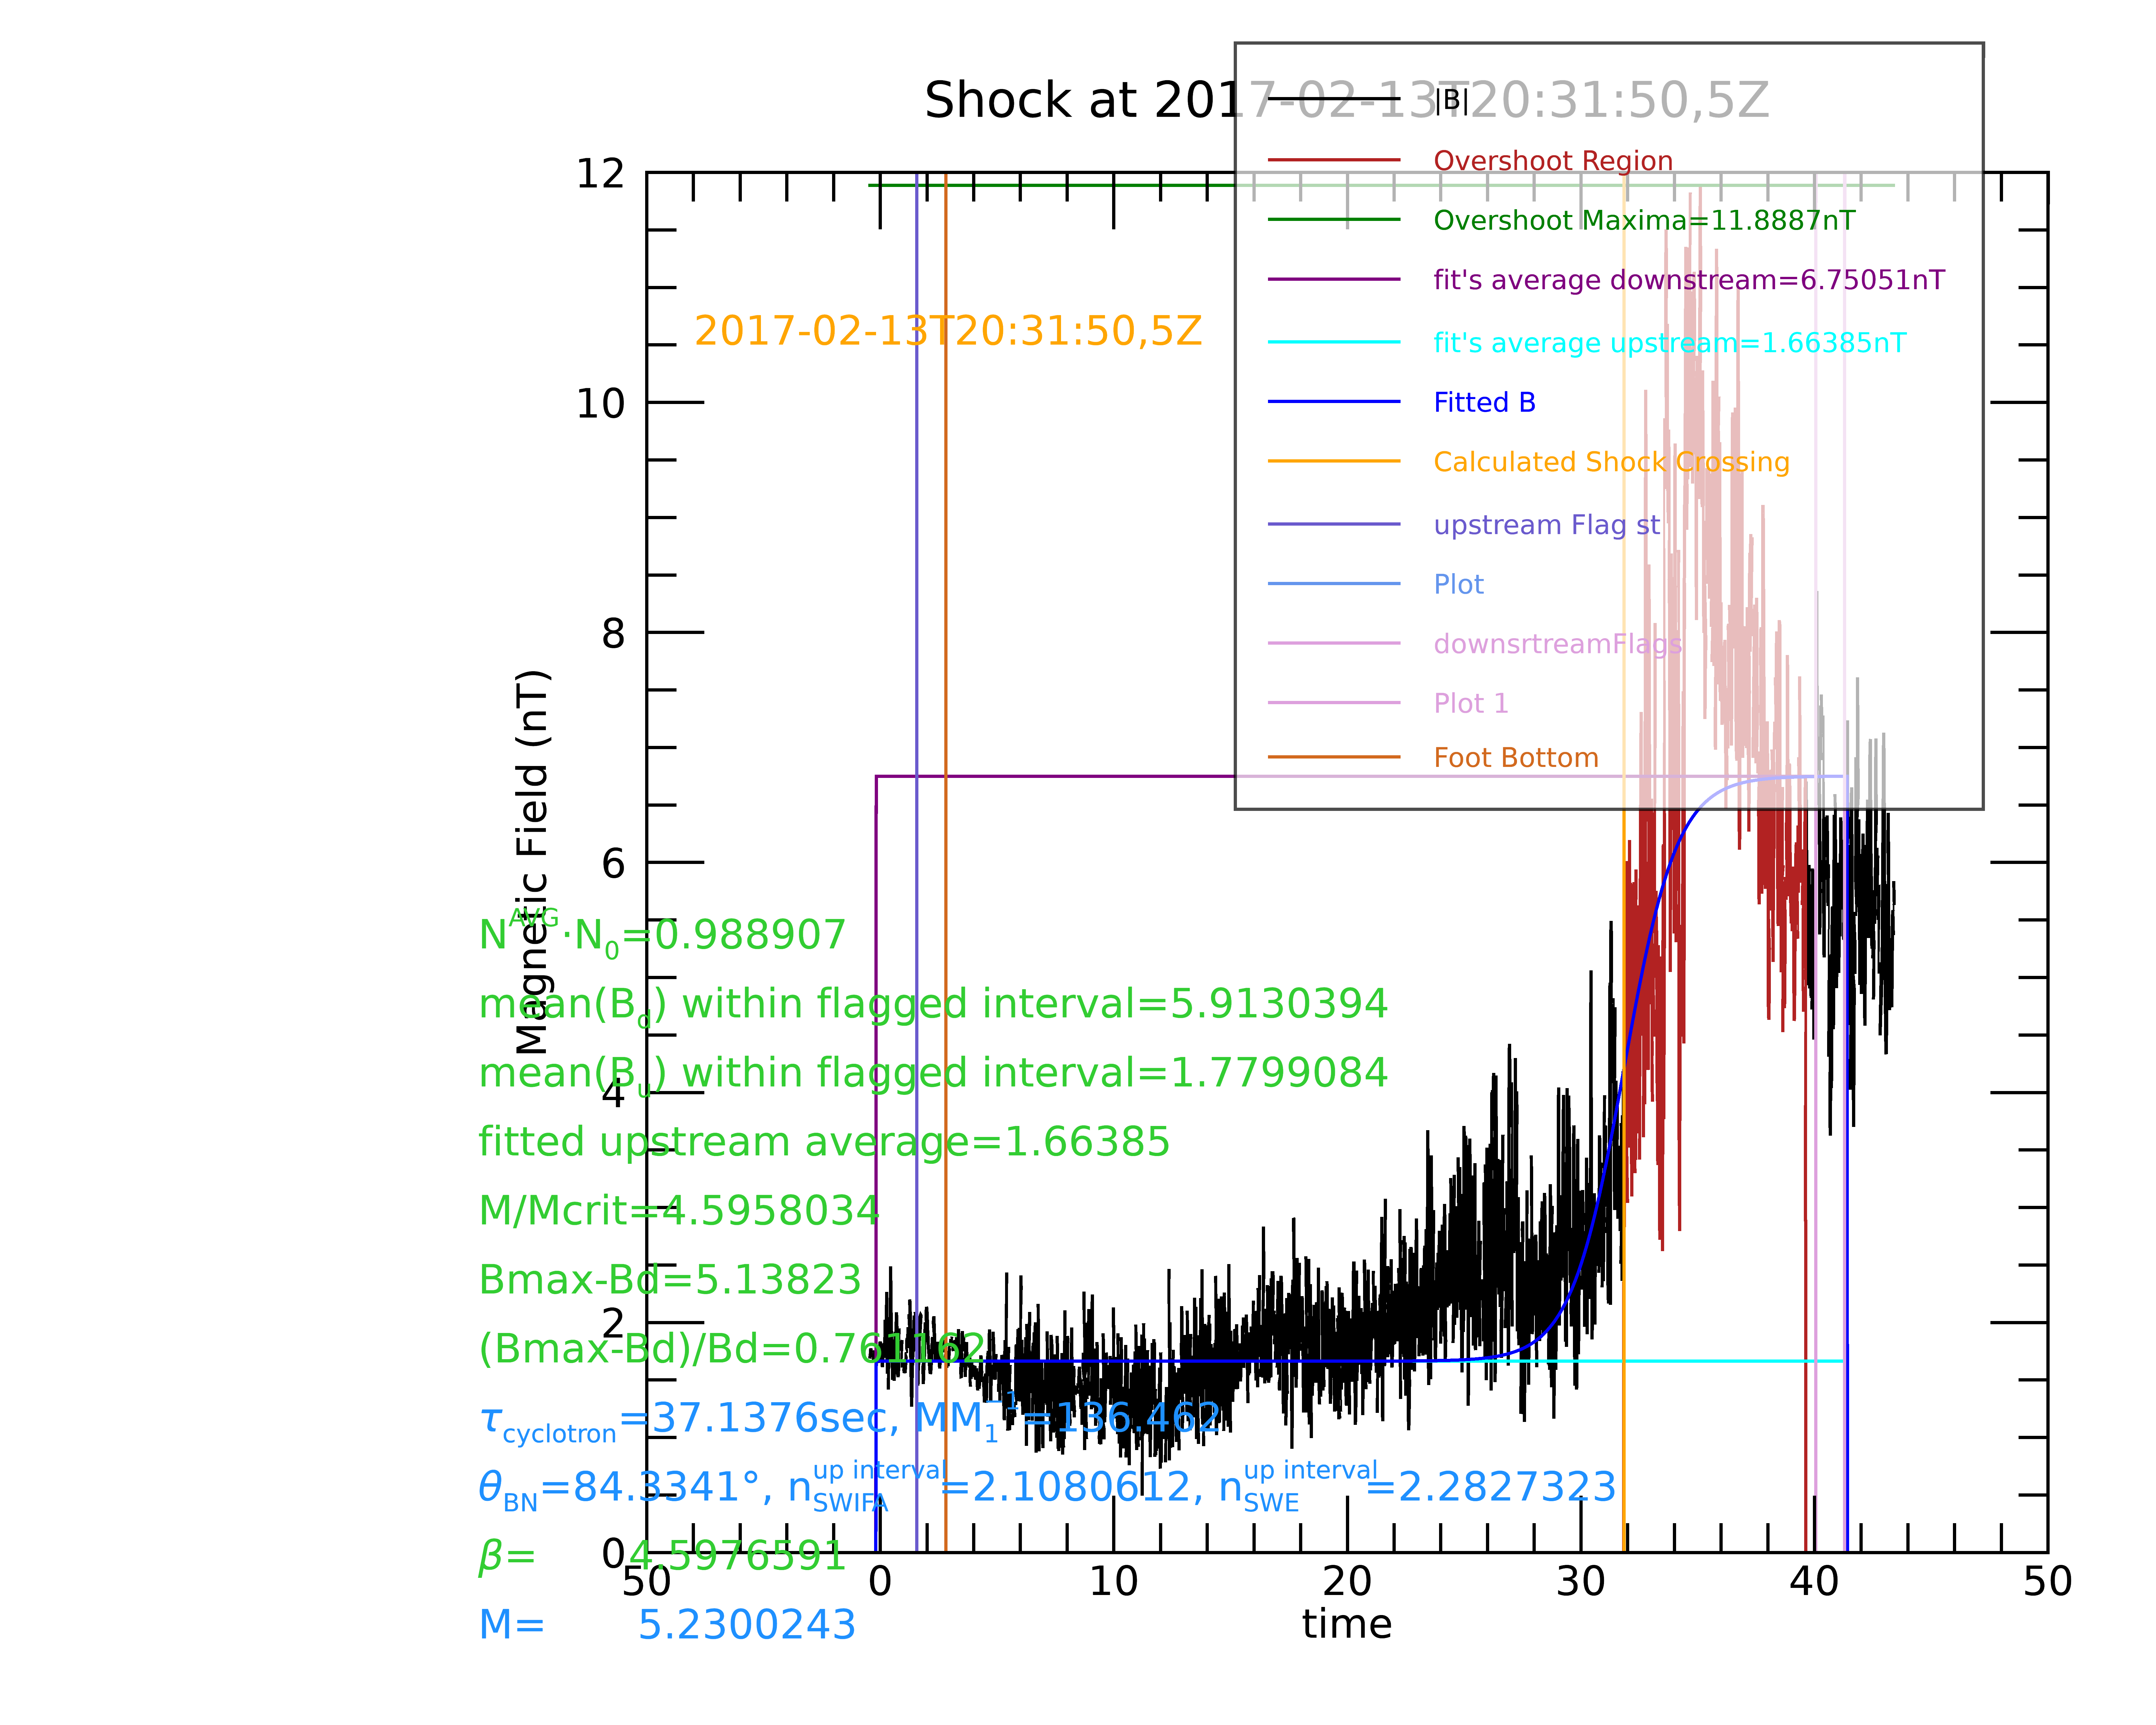 Shock at 2017-02-13T20:31:50,5Z
|B|
Overshoot Region
Overshoot Maxima=11.8887nT
fit's average downstream=6.75051nT
fit's average upstream=1.66385nT
Fitted B
Calculated Shock Crossing
upstream Flag st
Plot
downsrtreamFlags
Plot 1
Foot Bottom
2017-02-13T20:31:50,5Z
12
10
8
6
4
2
0
Magnetic Field (nT)
N^AVG·N_0=0.988907
mean(B_d) within flagged interval=5.9130394
mean(B_u) within flagged interval=1.7799084
fitted upstream average=1.66385
M/Mcrit=4.5958034
Bmax-Bd=5.13823
(Bmax-Bd)/Bd=0.761162
τ_cyclotron=37.1376sec, MM_1^-1=136.462
θ_BN=84.3341°, n_SWIFA^up interval=2.1080612, n_SWE^up interval=2.2827323
β= 4.5976591
M= 5.2300243
50 0 10 20 30 40 50
time